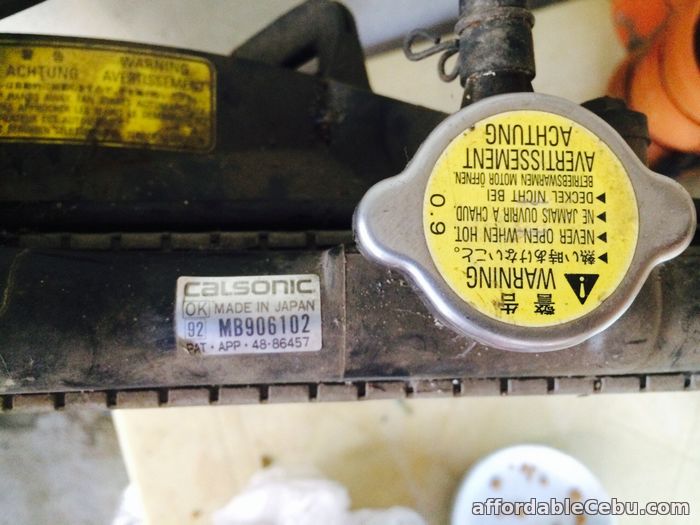 警告 WARNING
ACHTUNG AVERTISSEMENT
CALSONIC
OK MADE IN JAPAN
92 MB906102
PAT・APP・48-86457
警告
WARNING
熱い時あけないこと。
▶ NEVER OPEN WHEN HOT.
▶ NE JAMAIS OUVRIR À CHAUD.
▶ DECKEL NICHT BEI
BETRIEBSWARMEN MOTOR ÖFFNEN.
AVERTISSEMENT
ACHTUNG
0.9
affordableCebu.com